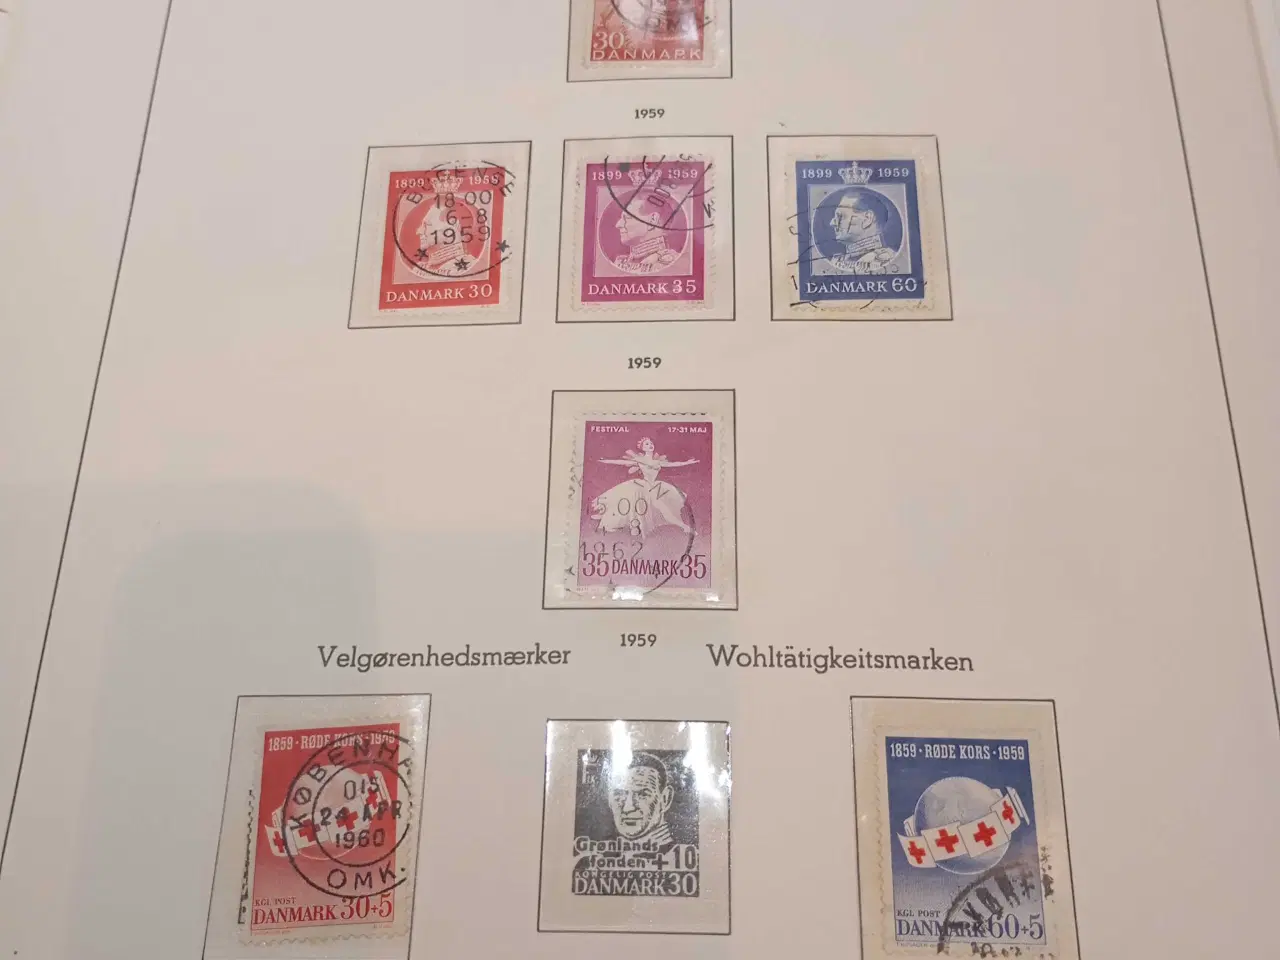 30
DANMARK
1959
1899 1959
18.00
6-8
1959
DANMARK 30
1899 1959
DANMARK 35
1899 1959
DANMARK 60
1959
FESTIVAL 17-31 MAJ
4-8
1962
35 DANMARK 35
1959
Velgørenhedsmærker
Wohltätigkeitsmarken
1859 · RØDE KORS · 1959
KØBENHA
24 APR
1960
OMK.
KGL POST
DANMARK 30+5
Grønlands
fonden +10
KONGELIG POST
DANMARK 30
1859 · RØDE KORS · 1959
KGL POST
DANMARK 60+5